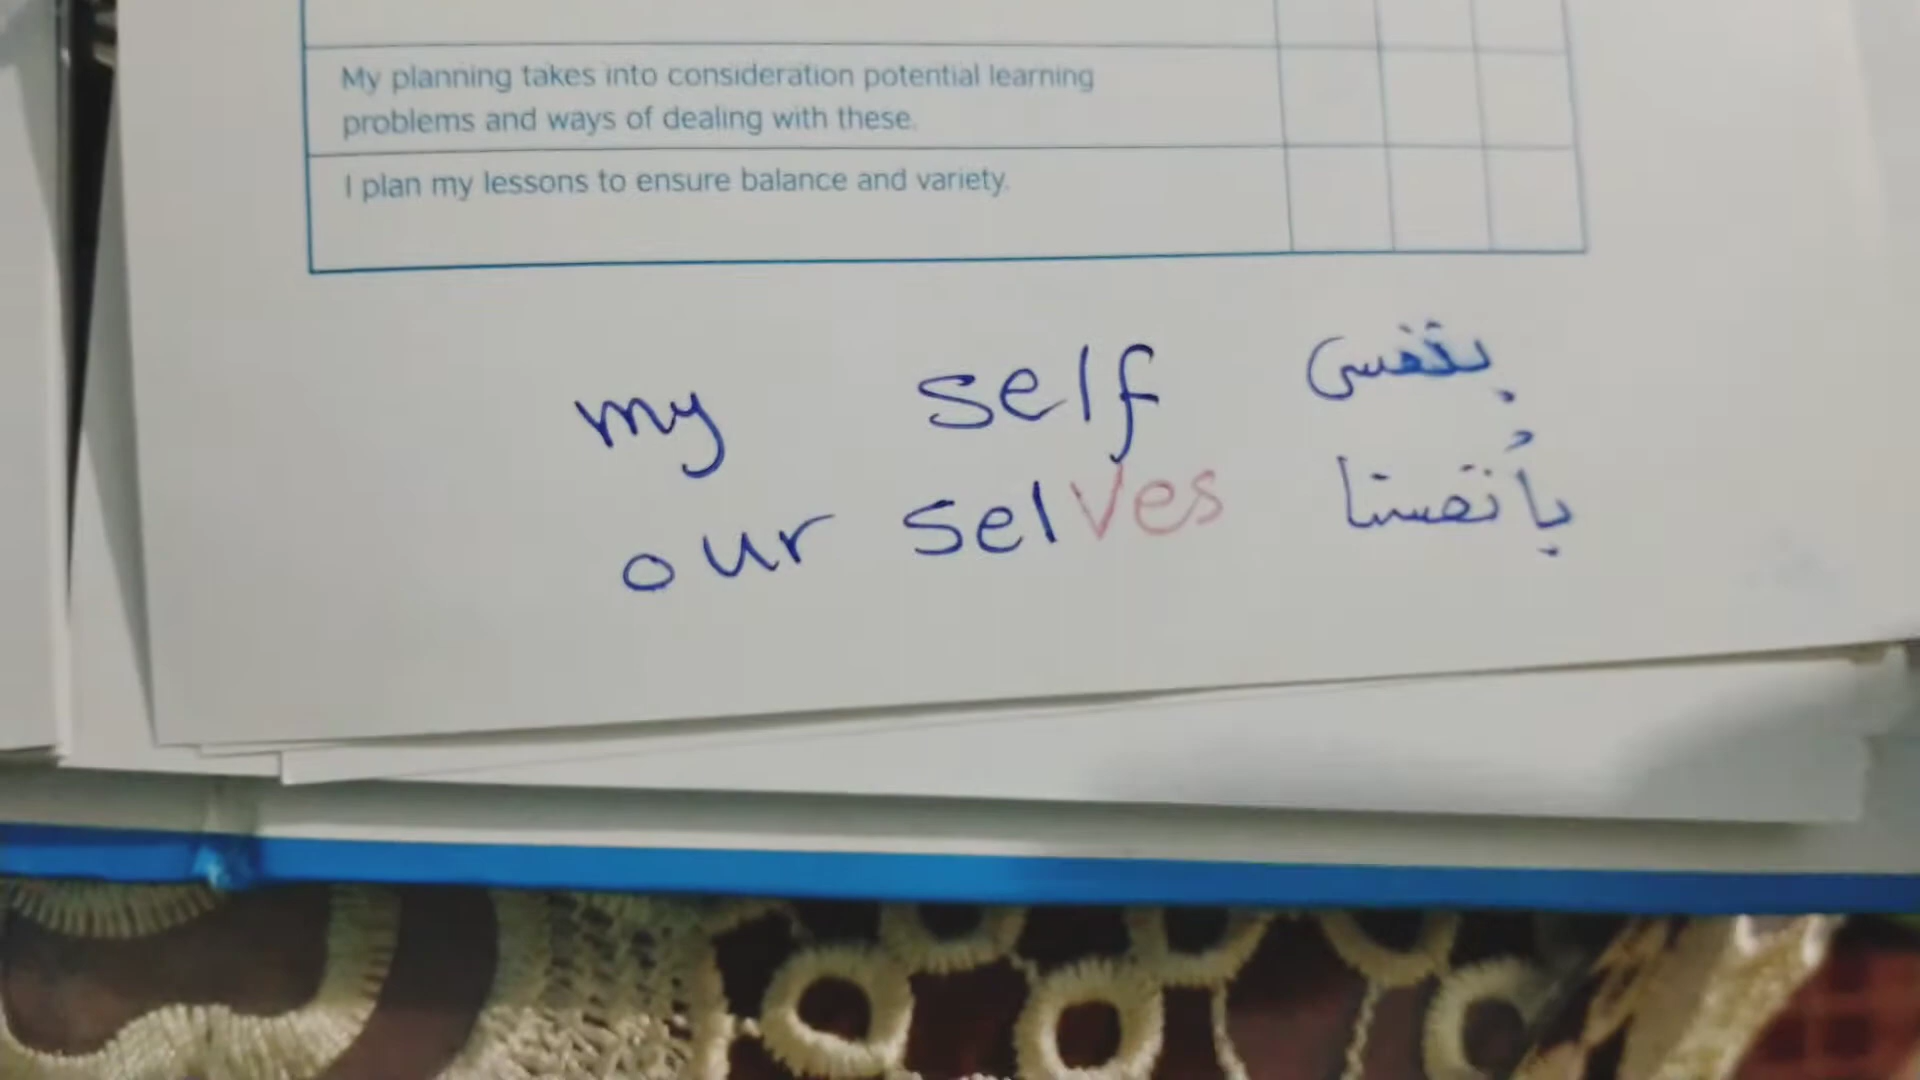 My planning takes into consideration potential learning
problems and ways of dealing with these.
I plan my lessons to ensure balance and variety.
my self بنفسى
our selves بأنفسنا